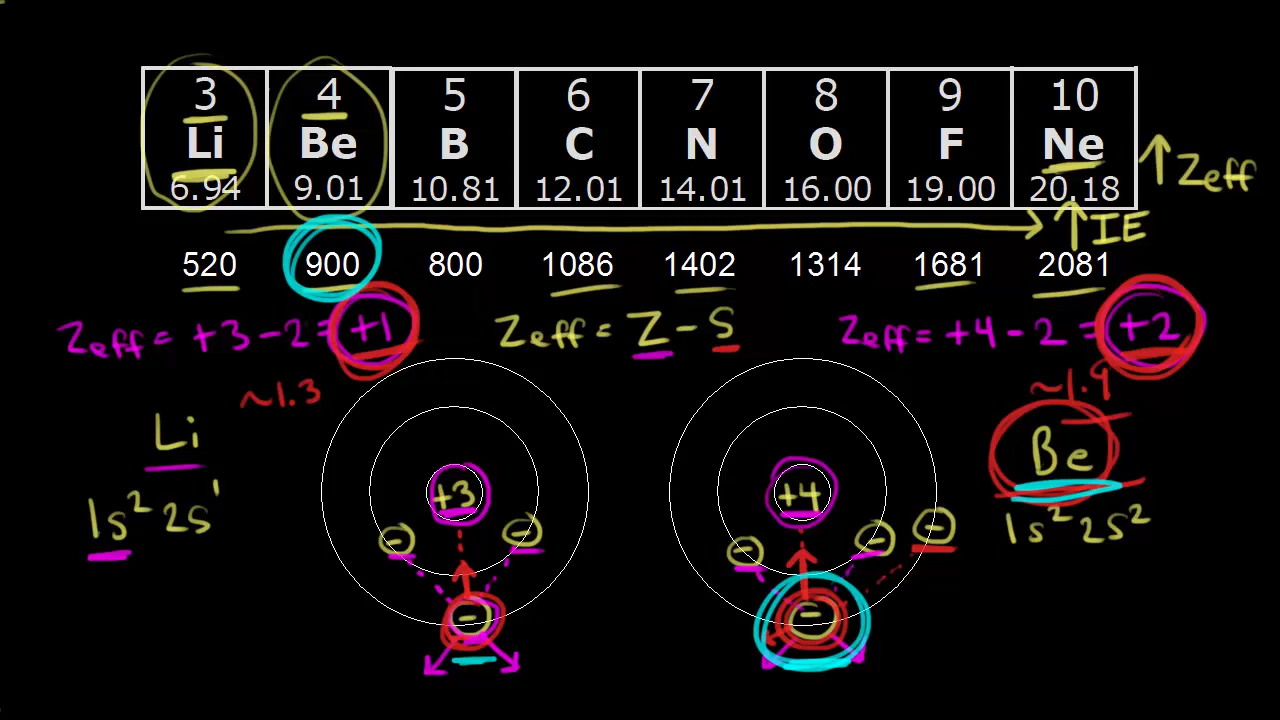 3 4 5 6 7 8 9 10
Li Be B C N O F Ne
6.94 9.01 10.81 12.01 14.01 16.00 19.00 20.18
↑ Zeff
↑ IE
520 900 800 1086 1402 1314 1681 2081
Zeff = +3 - 2 = +1
Zeff = Z - S
Zeff = +4 - 2 = +2
~1.3
~1.9
Li
Be
1s² 2s¹
+3
+4
1s² 2s²
− −
− − −
−
−